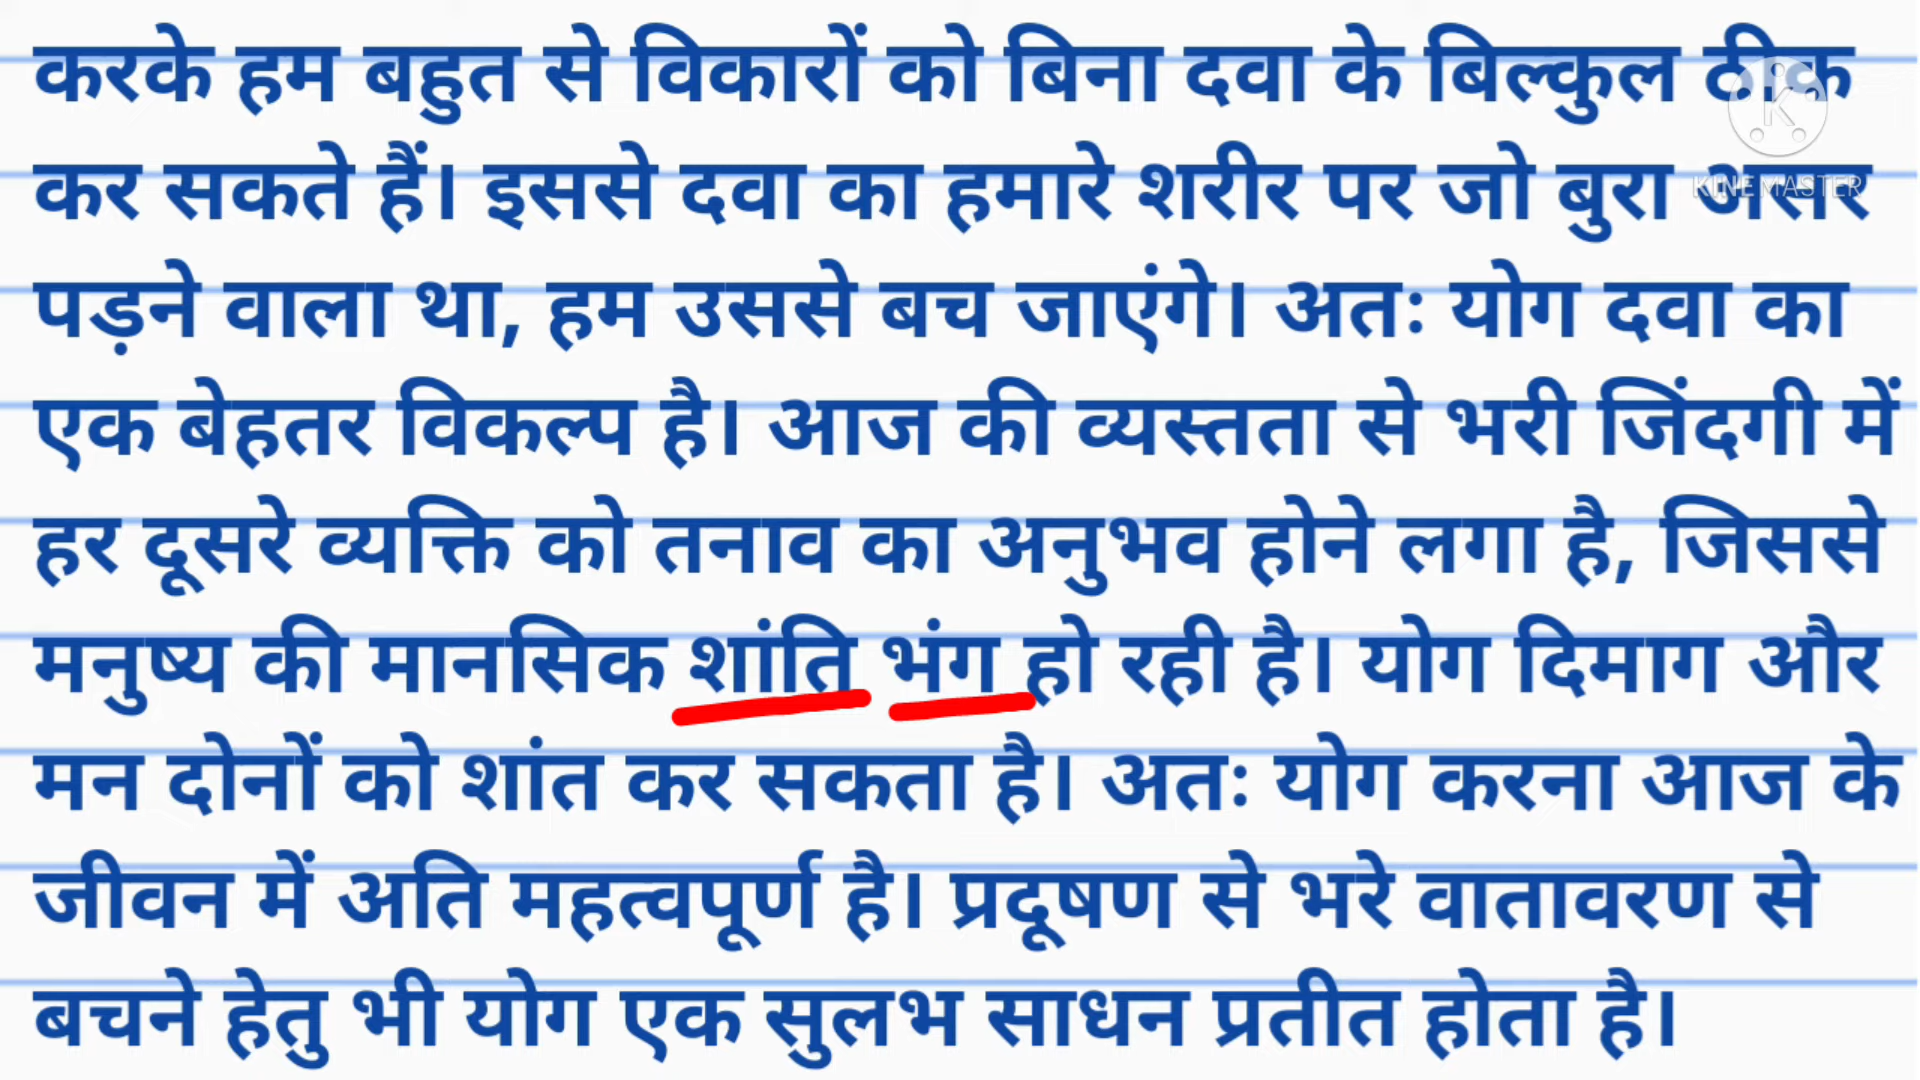 करके हम बहुत से विकारों को बिना दवा के बिल्कुल ठीक
कर सकते हैं। इससे दवा का हमारे शरीर पर जो बुरा असर
पड़ने वाला था, हम उससे बच जाएंगे। अतः योग दवा का
एक बेहतर विकल्प है। आज की व्यस्तता से भरी जिंदगी में
हर दूसरे व्यक्ति को तनाव का अनुभव होने लगा है, जिससे
मनुष्य की मानसिक शांति भंग हो रही है। योग दिमाग और
मन दोनों को शांत कर सकता है। अतः योग करना आज के
जीवन में अति महत्वपूर्ण है। प्रदूषण से भरे वातावरण से
बचने हेतु भी योग एक सुलभ साधन प्रतीत होता है।
K
KINEMASTER